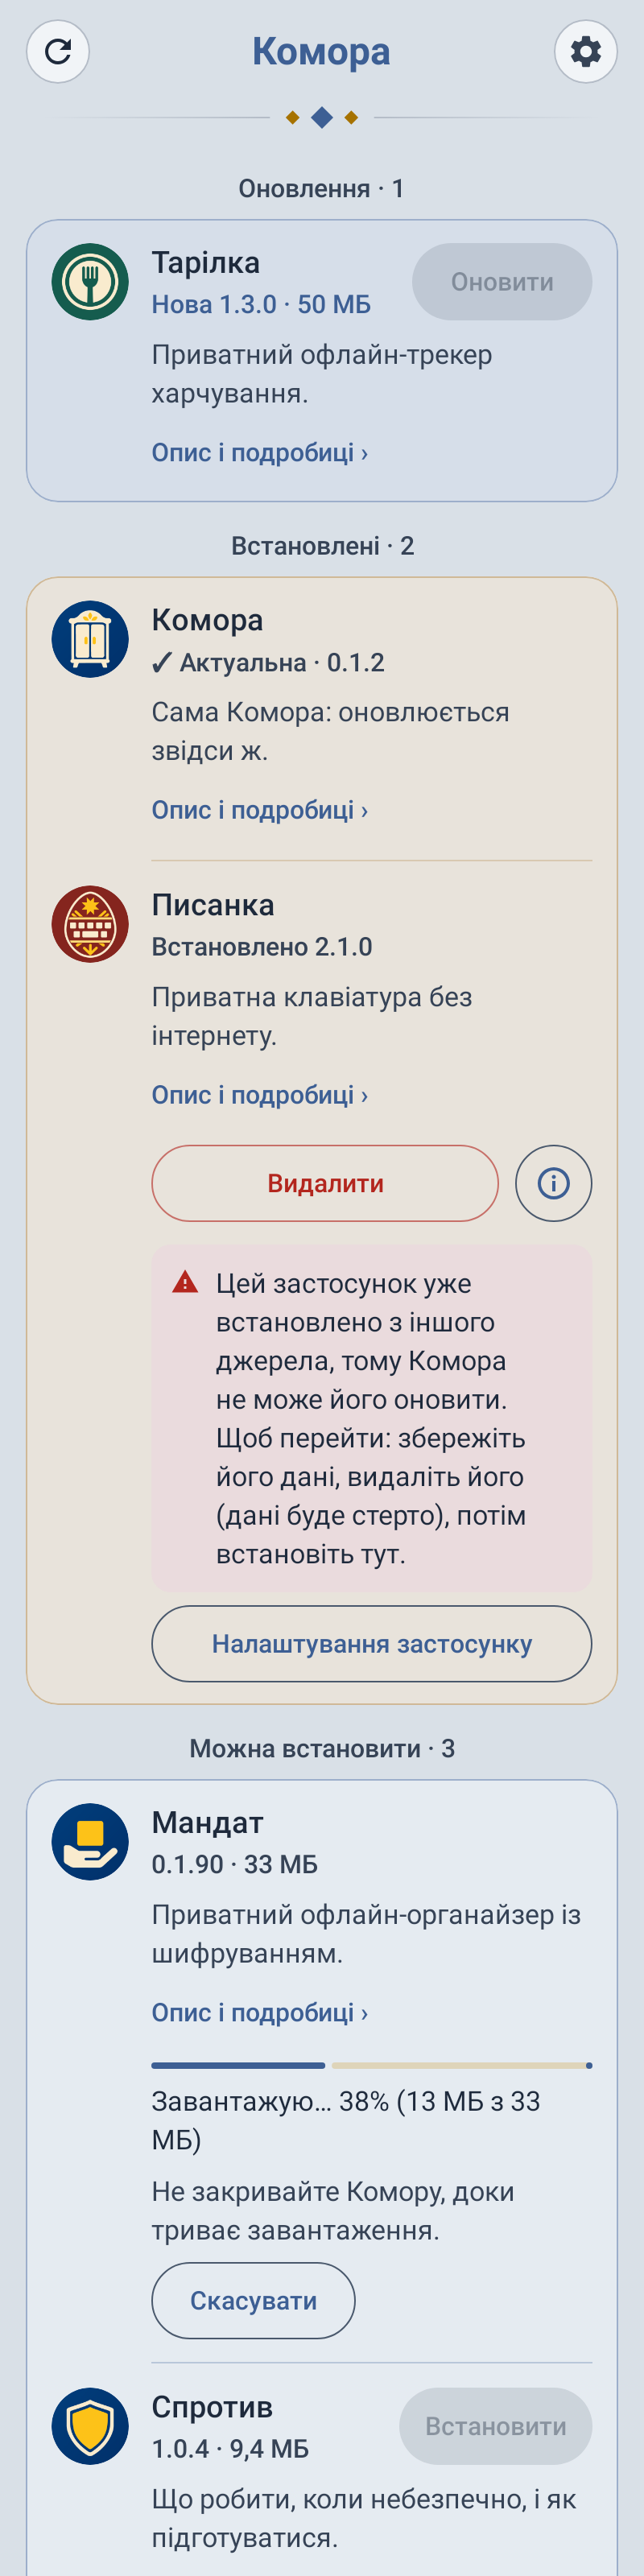 Комора
Оновлення · 1
Тарілка
Нова 1.3.0 · 50 МБ
Оновити
Приватний офлайн-трекер
харчування.
Опис і подробиці ›
Встановлені · 2
Комора
✓ Актуальна · 0.1.2
Сама Комора: оновлюється
звідси ж.
Опис і подробиці ›
Писанка
Встановлено 2.1.0
Приватна клавіатура без
інтернету.
Опис і подробиці ›
Видалити
Цей застосунок уже
встановлено з іншого
джерела, тому Комора
не може його оновити.
Щоб перейти: збережіть
його дані, видаліть його
(дані буде стерто), потім
встановіть тут.
Налаштування застосунку
Можна встановити · 3
Мандат
0.1.90 · 33 МБ
Приватний офлайн-органайзер із
шифруванням.
Опис і подробиці ›
Завантажую… 38% (13 МБ з 33
МБ)
Не закривайте Комору, доки
триває завантаження.
Скасувати
Спротив
1.0.4 · 9,4 МБ
Встановити
Що робити, коли небезпечно, і як
підготуватися.